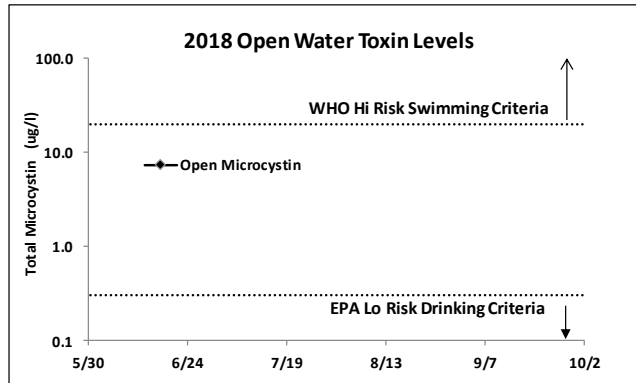 2018 Open Water Toxin Levels
100.0
WHO Hi Risk Swimming Criteria
10.0
Open Microcystin
Total Microcystin (ug/l)
1.0
EPA Lo Risk Drinking Criteria
0.1
5/30 6/24 7/19 8/13 9/7 10/2